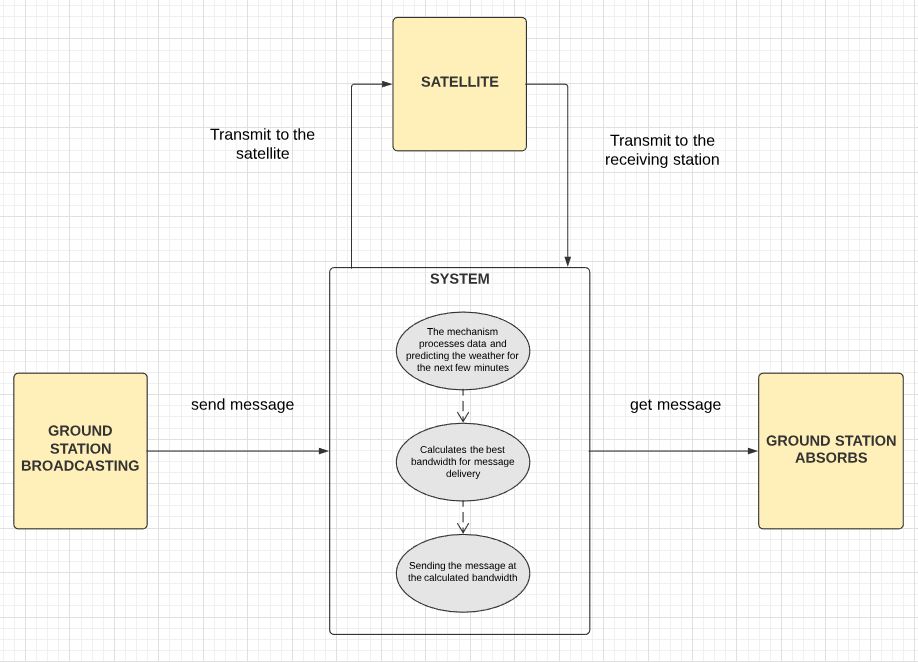 SATELLITE
Transmit to the
satellite
Transmit to the
receiving station
SYSTEM
The mechanism
processes data and
predicting the weather for
the next few minutes
GROUND
STATION
BROADCASTING
send message
Calculates the best
bandwidth for message
delivery
get message
GROUND STATION
ABSORBS
Sending the message at
the calculated bandwidth